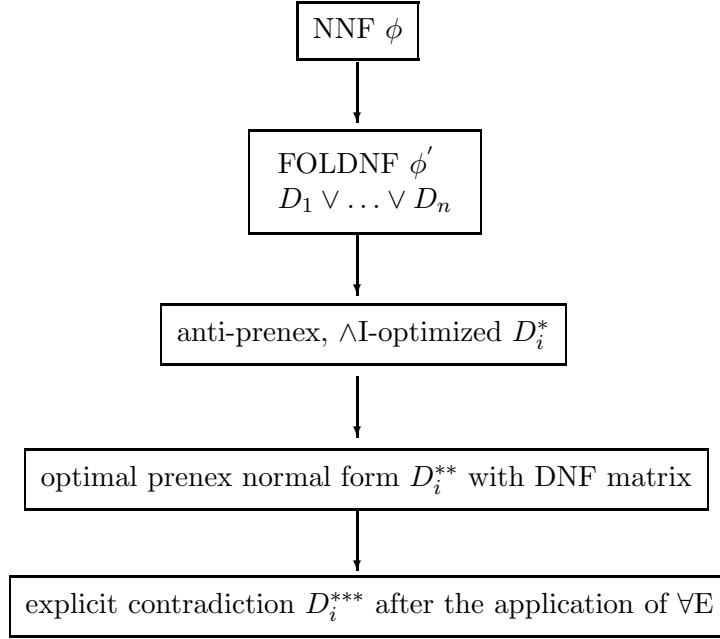 NNF ϕ
FOLDNF ϕ′
D₁ ∨ … ∨ Dₙ
anti-prenex, ∧I-optimized Dᵢ*
optimal prenex normal form Dᵢ** with DNF matrix
explicit contradiction Dᵢ*** after the application of ∀E